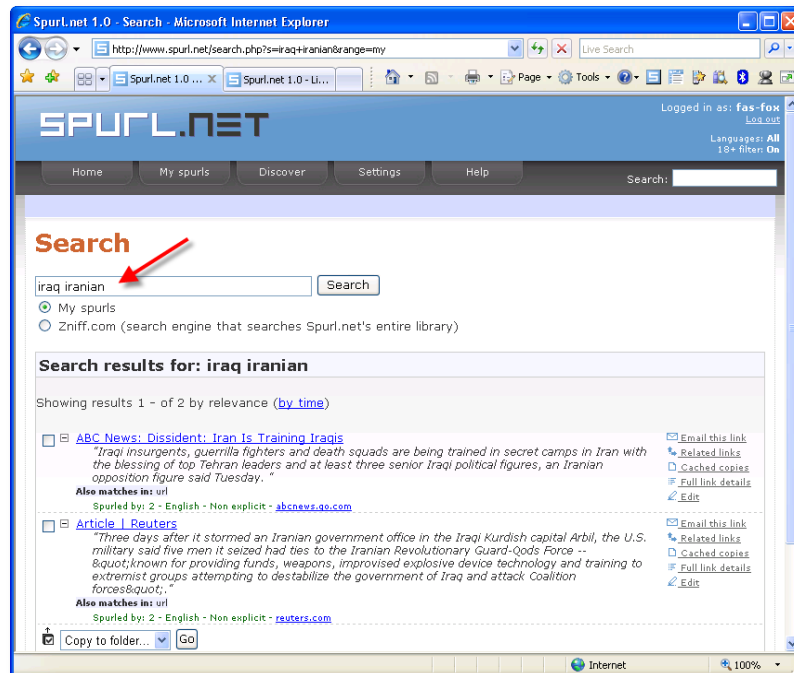 Spurl.net 1.0 - Search - Microsoft Internet Explorer
http://www.spurl.net/search.php?s=iraq+iranian&range=my
Live Search
Spurl.net 1.0 ...
Spurl.net 1.0 - Li...
Page
Tools
SPURL.NET
Logged in as: fas-fox
Log out
Languages: All
18+ filter: On
Home
My spurls
Discover
Settings
Help
Search:
Search
iraq iranian
Search
My spurls
Zniff.com (search engine that searches Spurl.net's entire library)
Search results for: iraq iranian
Showing results 1 - of 2 by relevance (by time)
ABC News: Dissident: Iran Is Training Iraqis
"Iraqi insurgents, guerrilla fighters and death squads are being trained in secret camps in Iran with
the blessing of top Tehran leaders and at least three senior Iraqi political figures, an Iranian
opposition figure said Tuesday. "
Also matches in: url
Spurled by: 2 - English - Non explicit - abcnews.go.com
Email this link
Related links
Cached copies
Full link details
Edit
Article | Reuters
"Three days after it stormed an Iranian government office in the Iraqi Kurdish capital Arbil, the U.S.
military said five men it seized had ties to the Iranian Revolutionary Guard-Qods Force --
&quot;known for providing funds, weapons, improvised explosive device technology and training to
extremist groups attempting to destabilize the government of Iraq and attack Coalition
forces&quot;."
Also matches in: url
Spurled by: 2 - English - Non explicit - reuters.com
Email this link
Related links
Cached copies
Full link details
Edit
Copy to folder...
Go
Internet
100%